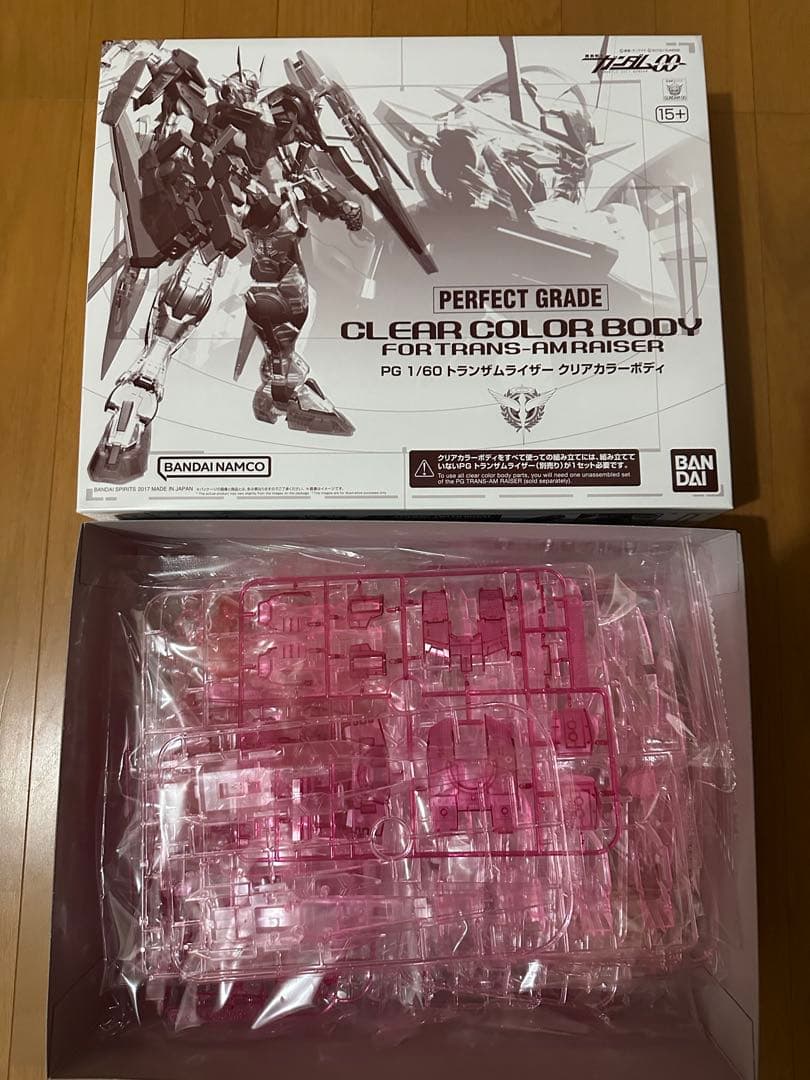 ガンダムOO
15+
PERFECT GRADE
CLEAR COLOR BODY
FOR TRANS-AM RAISER
PG 1/60 トランザムライザー クリアカラーボディ
BANDAI NAMCO
クリアカラーボディをすべて使っての組み立てには、組み立てて
いないPG トランザムライザー(別売り)が1セット必要です。
To use all clear color body parts, you will need one unassembled set
of the PG TRANS-AM RAISER (sold separately).
BAN
DAI
BANDAI SPIRITS 2017 MADE IN JAPAN